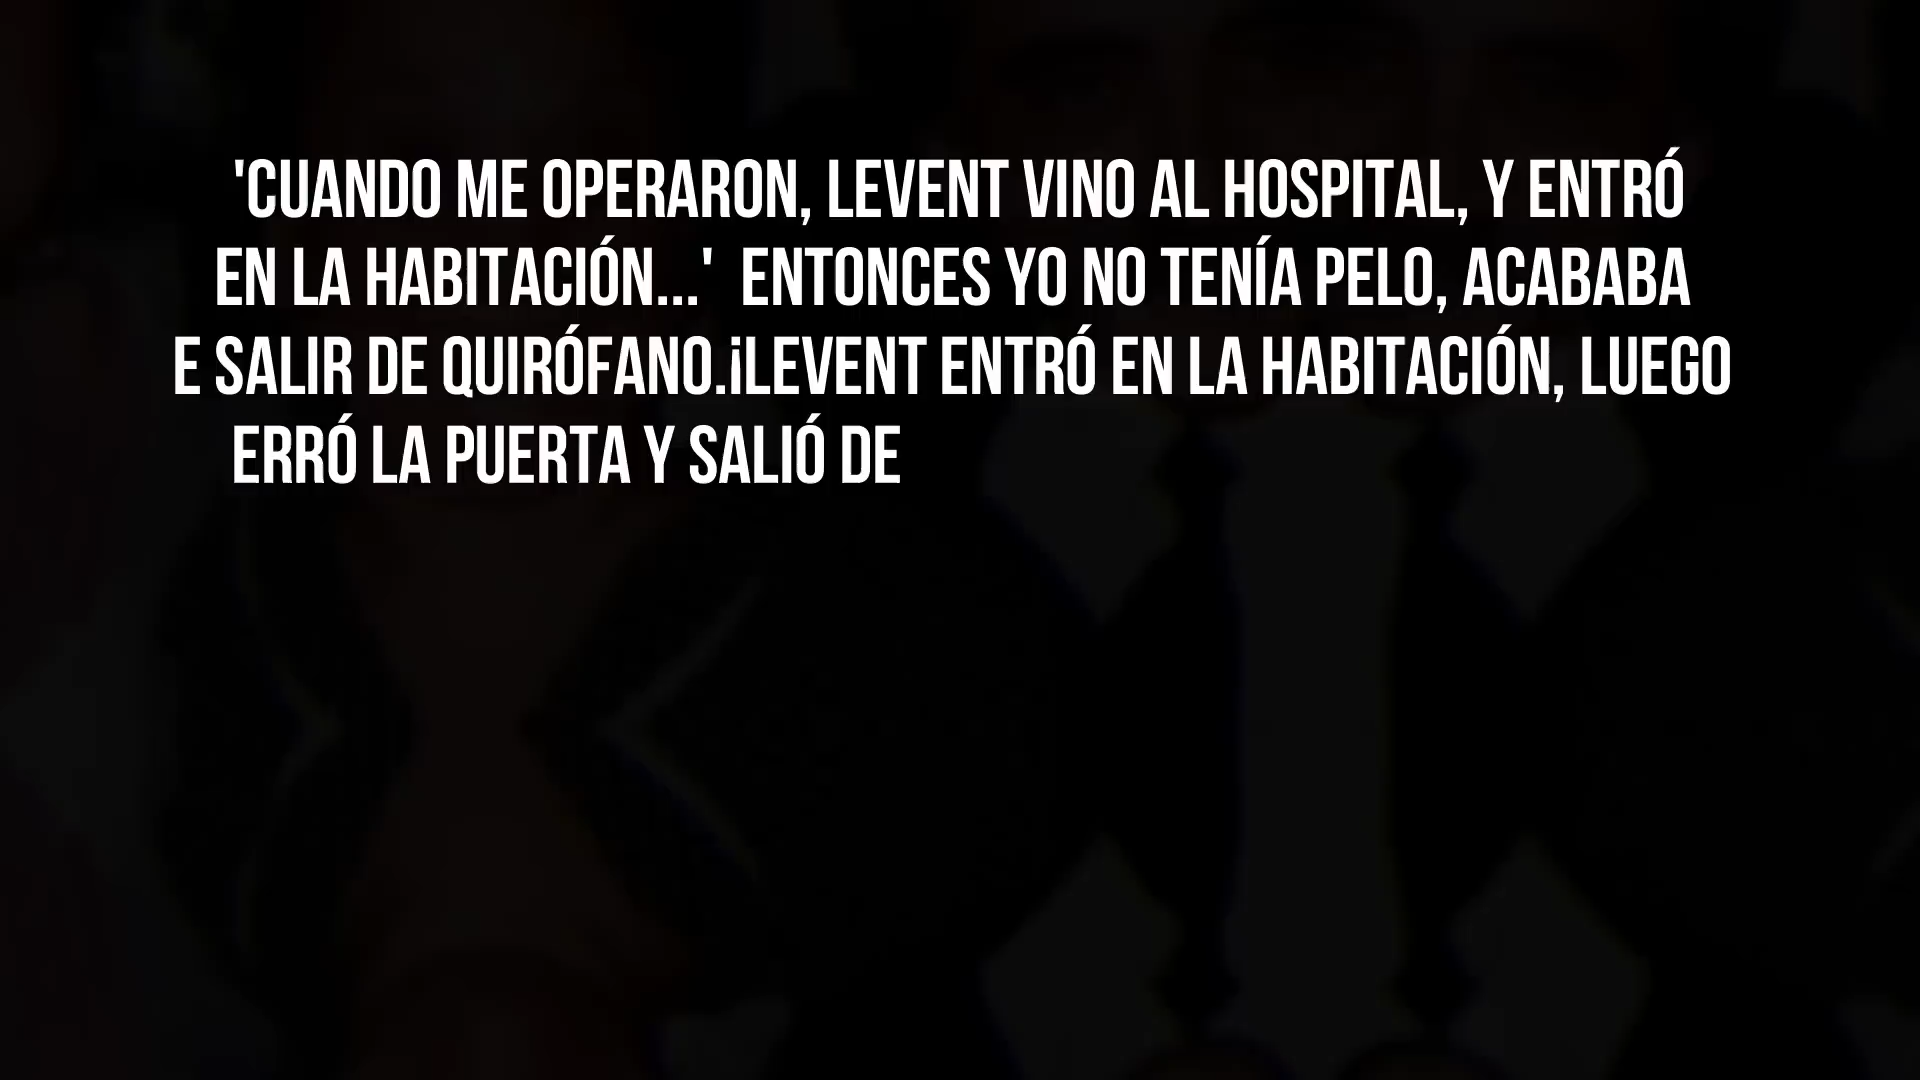 'CUANDO ME OPERARON, LEVENT VINO AL HOSPITAL, Y ENTRÓ
EN LA HABITACIÓN...' ENTONCES YO NO TENÍA PELO, ACABABA
E SALIR DE QUIRÓFANO.¡LEVENT ENTRÓ EN LA HABITACIÓN, LUEGO
ERRÓ LA PUERTA Y SALIÓ DE